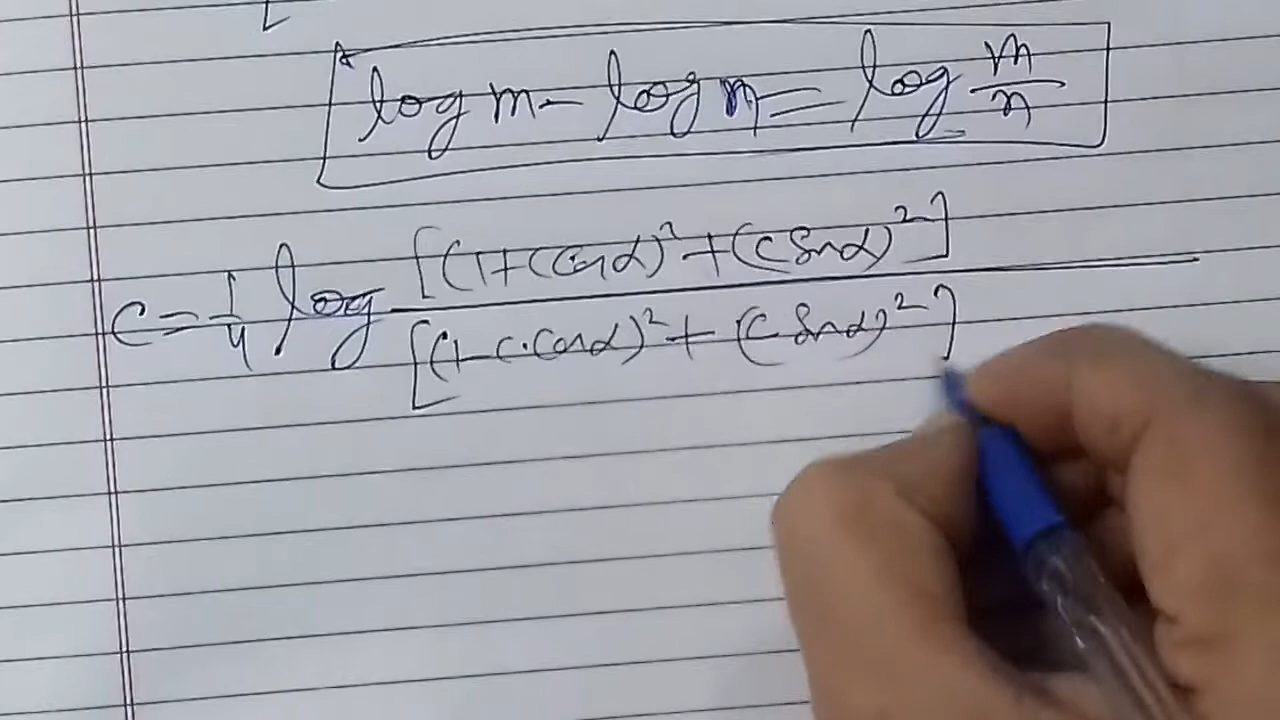 log m - log n = log m/n
C = 1/4 log [(1+c cos α)² + (c sin α)²] / [(1-c.cos α)² + (c sin α)²]